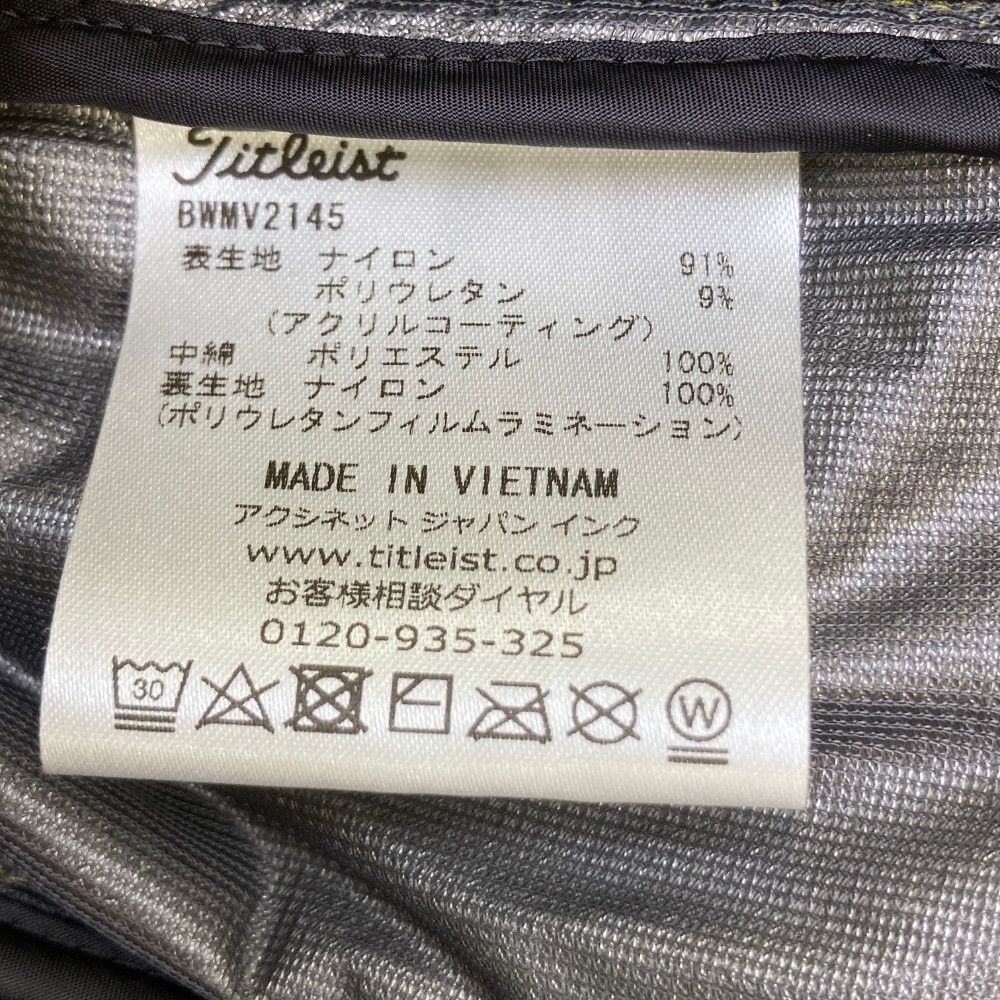 Titleist
BWMV2145
表生地 ナイロン 91%
ポリウレタン 9%
(アクリルコーティング)
中綿 ポリエステル 100%
裏生地 ナイロン 100%
(ポリウレタンフィルムラミネーション)
MADE IN VIETNAM
アクシネット ジャパン インク
www.titleist.co.jp
お客様相談ダイヤル
0120-935-325
30 W